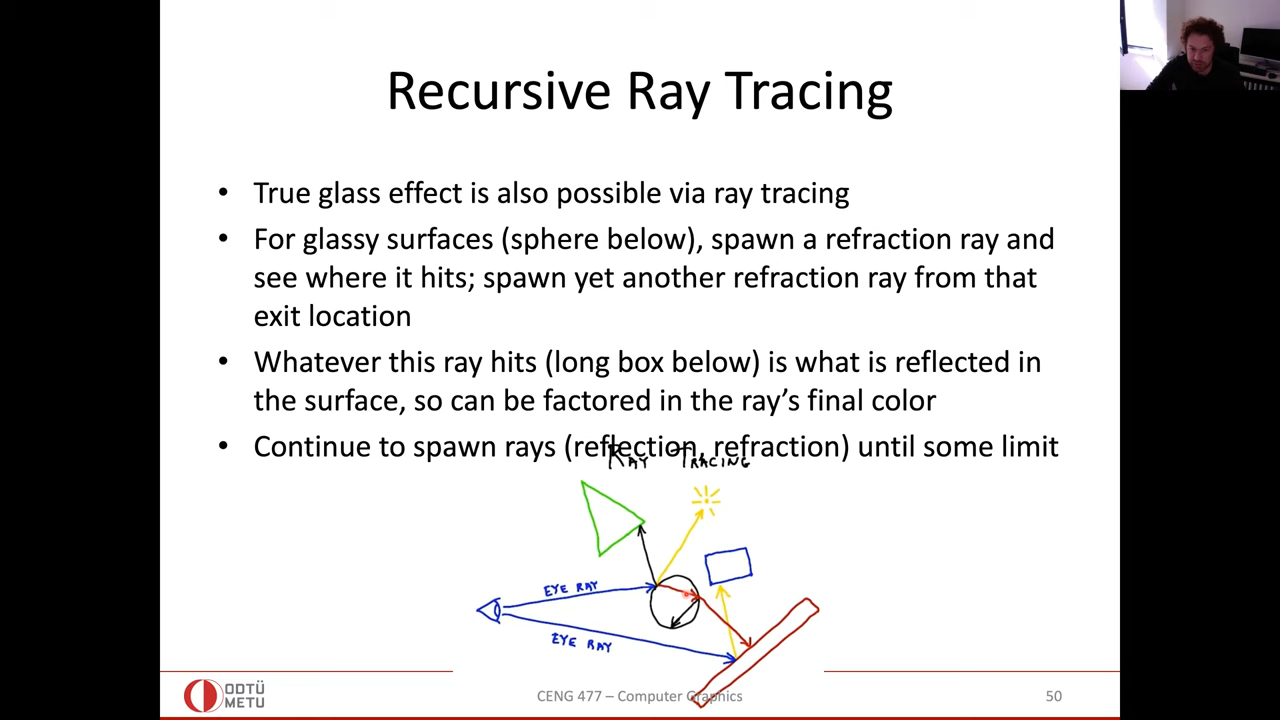 Recursive Ray Tracing
• True glass effect is also possible via ray tracing
• For glassy surfaces (sphere below), spawn a refraction ray and
see where it hits; spawn yet another refraction ray from that
exit location
• Whatever this ray hits (long box below) is what is reflected in
the surface, so can be factored in the ray’s final color
• Continue to spawn rays (reflection, refraction) until some limit
RAY TRACING
EYE RAY
EYE RAY
ODTÜ
METU
CENG 477 – Computer Graphics
50